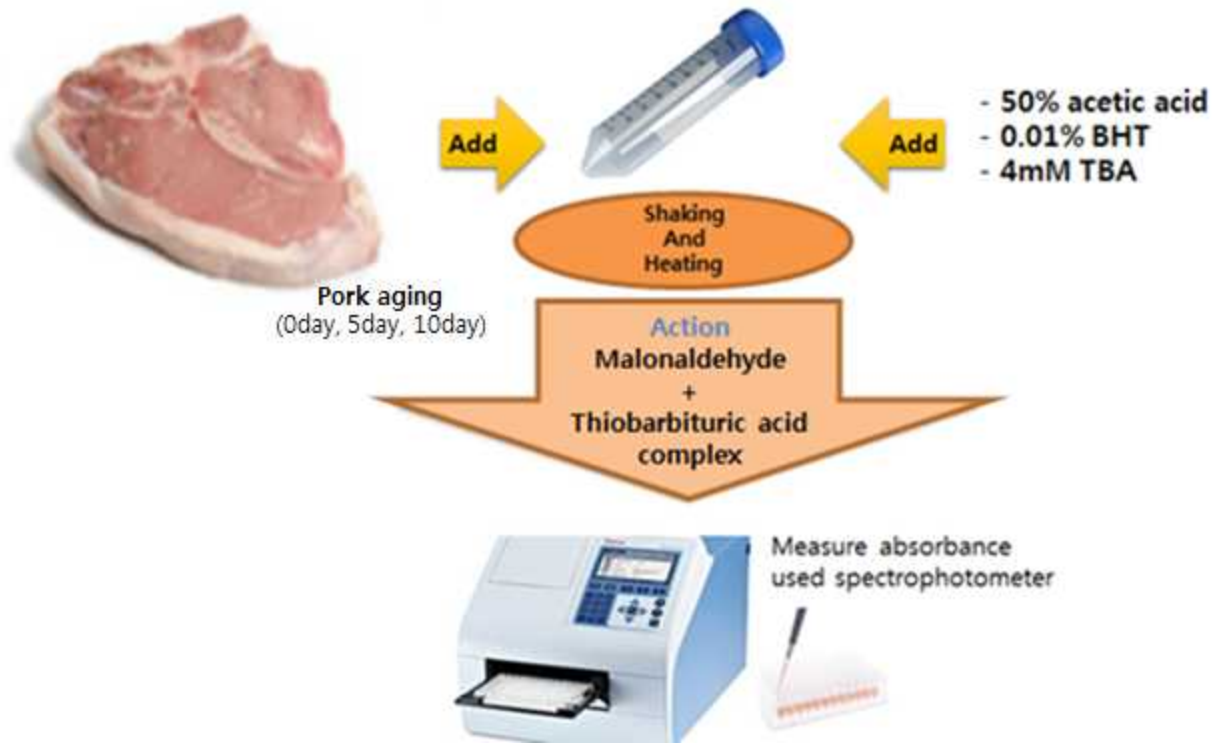 Add
Add
- 50% acetic acid
- 0.01% BHT
- 4mM TBA
Shaking
And
Heating
Pork aging
(0day, 5day, 10day)
Action
Malonaldehyde
+
Thiobarbituric acid
complex
Measure absorbance
used spectrophotometer